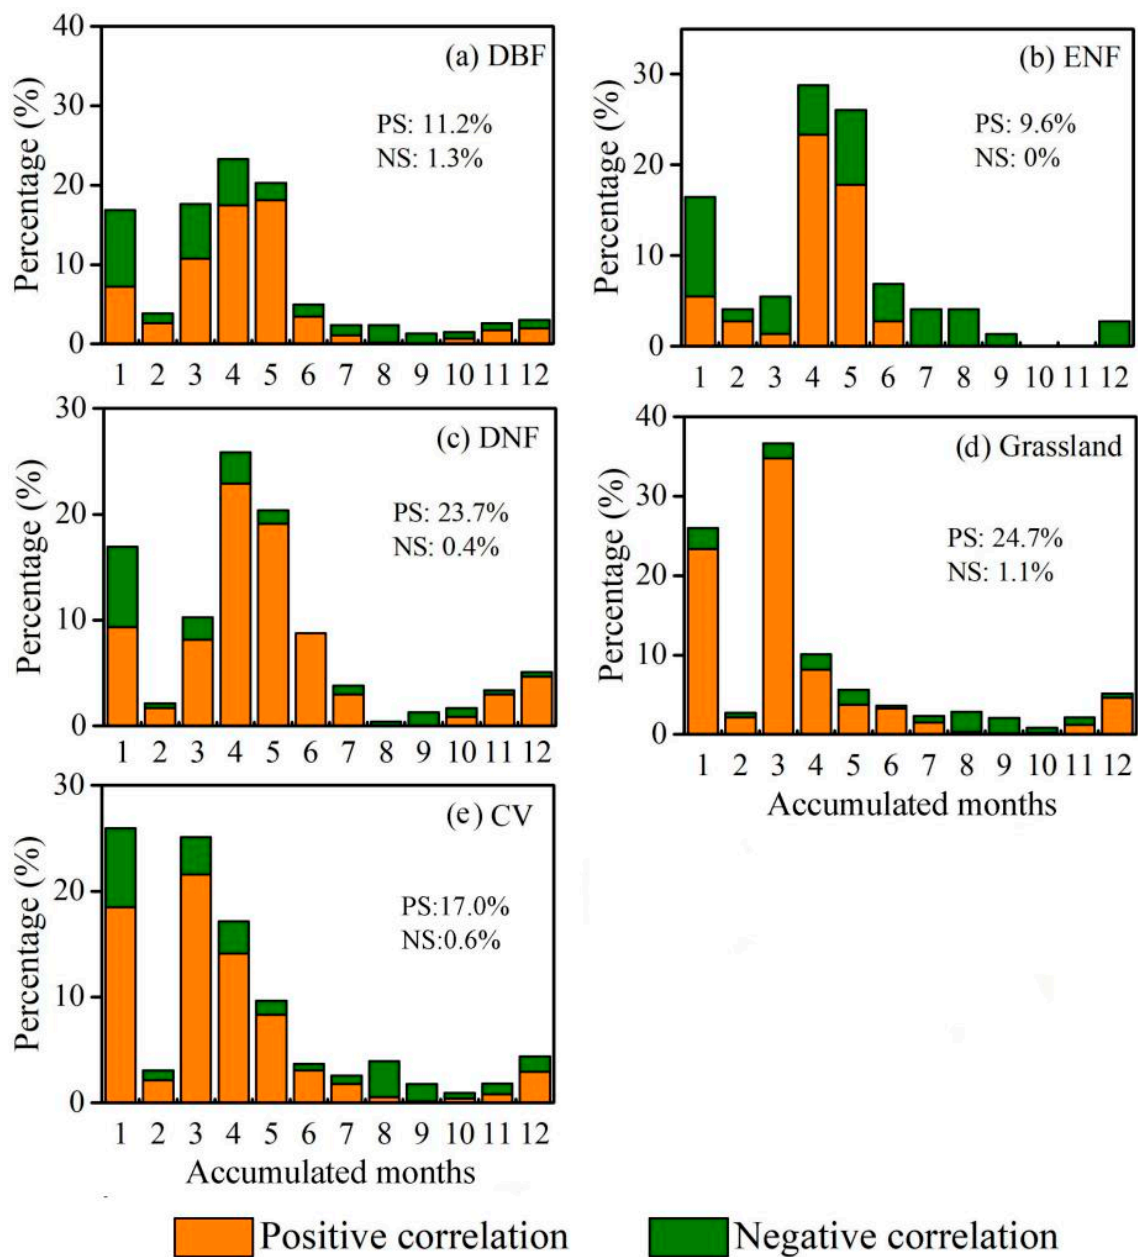 (a) DBF
PS: 11.2%
NS: 1.3%
Percentage (%)
40
30
20
10
0
1 2 3 4 5 6 7 8 9 10 11 12
(b) ENF
PS: 9.6%
NS: 0%
Percentage (%)
30
20
10
0
1 2 3 4 5 6 7 8 9 10 11 12
(c) DNF
PS: 23.7%
NS: 0.4%
Percentage (%)
30
20
10
0
1 2 3 4 5 6 7 8 9 10 11 12
(d) Grassland
PS: 24.7%
NS: 1.1%
Percentage (%)
40
30
20
10
0
1 2 3 4 5 6 7 8 9 10 11 12
Accumulated months
(e) CV
PS:17.0%
NS:0.6%
Percentage (%)
30
20
10
0
1 2 3 4 5 6 7 8 9 10 11 12
Accumulated months
Positive correlation
Negative correlation